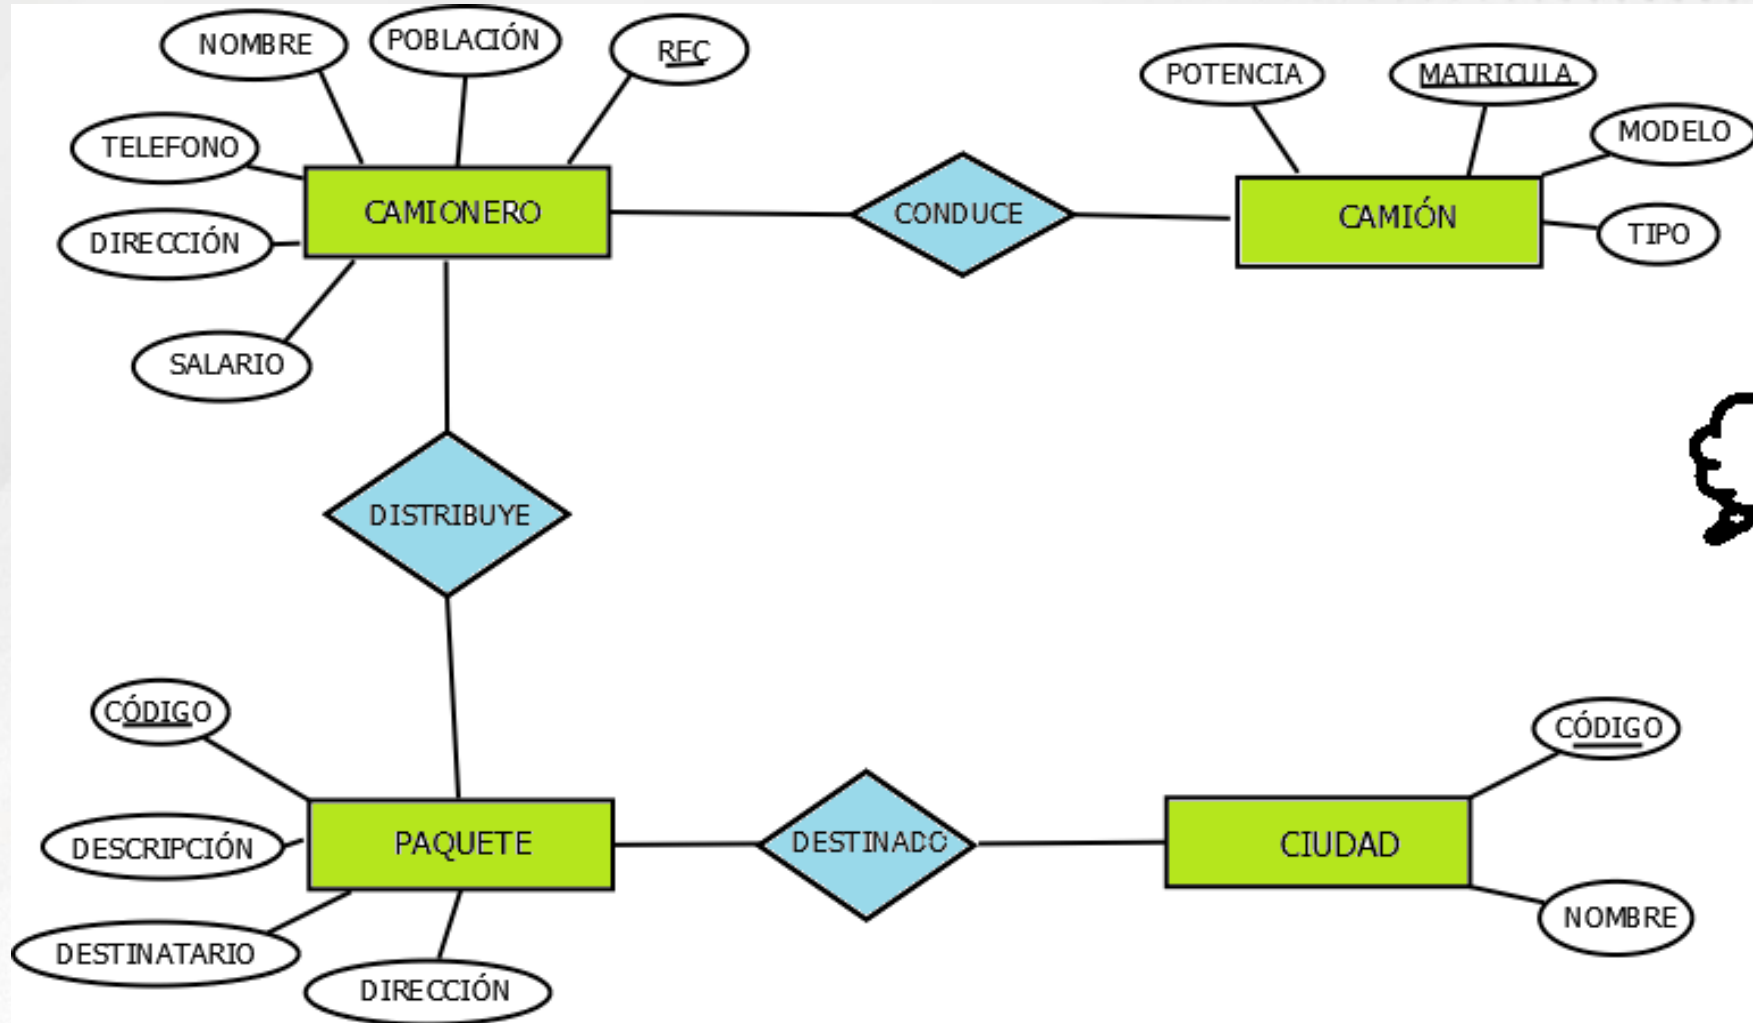 NOMBRE
POBLACIÓN
RFC
TELEFONO
DIRECCIÓN
SALARIO
CAMIONERO
CONDUCE
POTENCIA
MATRICULA
MODELO
TIPO
CAMIÓN
DISTRIBUYE
CÓDIGO
DESCRIPCIÓN
DESTINATARIO
DIRECCIÓN
PAQUETE
DESTINADO
CIUDAD
CÓDIGO
NOMBRE